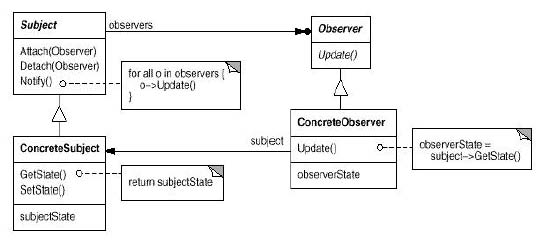 Subject
observers
Observer
Attach(Observer)
Detach(Observer)
Notify()
for all o in observers {
o->Update()
}
Update()
ConcreteSubject
GetState()
SetState()
subjectState
return subjectState
subject
ConcreteObserver
Update()
observerState
observerState =
subject->GetState()